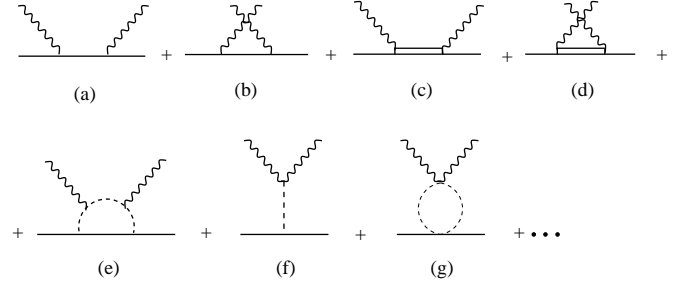 + + + +
(a) (b) (c) (d)
+ + + + •••
(e) (f) (g)